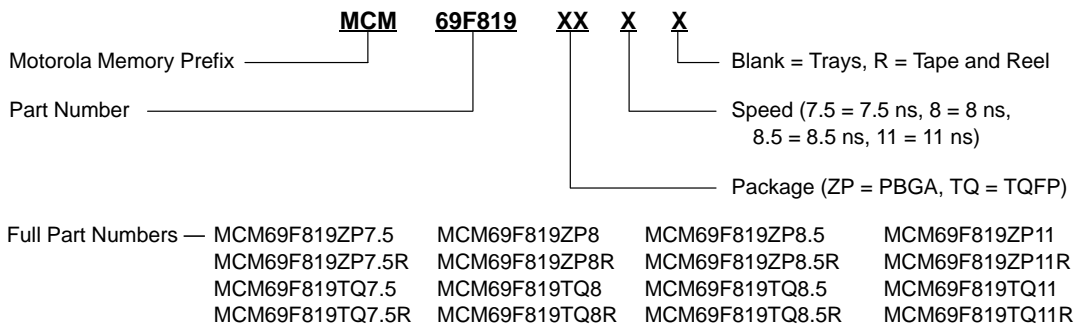 MCM 69F819 XX X X
Motorola Memory Prefix
Blank = Trays, R = Tape and Reel
Part Number
Speed (7.5 = 7.5 ns, 8 = 8 ns,
8.5 = 8.5 ns, 11 = 11 ns)
Package (ZP = PBGA, TQ = TQFP)
Full Part Numbers — MCM69F819ZP7.5 MCM69F819ZP8 MCM69F819ZP8.5 MCM69F819ZP11
MCM69F819ZP7.5R MCM69F819ZP8R MCM69F819ZP8.5R MCM69F819ZP11R
MCM69F819TQ7.5 MCM69F819TQ8 MCM69F819TQ8.5 MCM69F819TQ11
MCM69F819TQ7.5R MCM69F819TQ8R MCM69F819TQ8.5R MCM69F819TQ11R